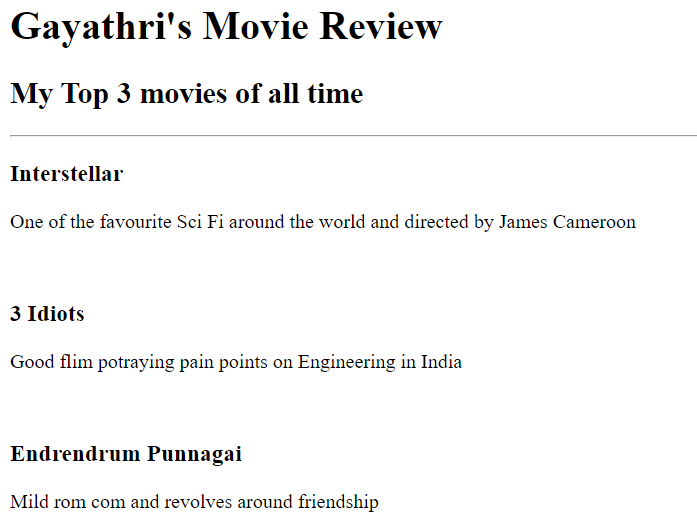 Gayathri's Movie Review
My Top 3 movies of all time
Interstellar
One of the favourite Sci Fi around the world and directed by James Cameroon
3 Idiots
Good flim potraying pain points on Engineering in India
Endrendrum Punnagai
Mild rom com and revolves around friendship